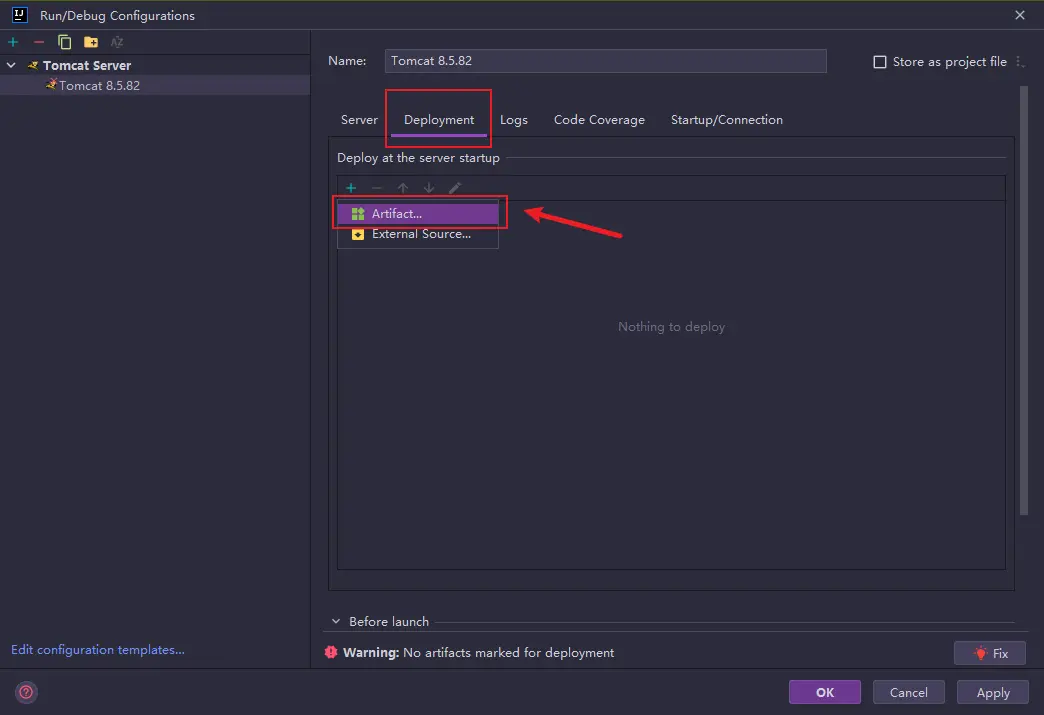 Run/Debug Configurations
Tomcat Server
Tomcat 8.5.82
Name: Tomcat 8.5.82 Store as project file
Server Deployment Logs Code Coverage Startup/Connection
Deploy at the server startup
Artifact...
External Source...
Nothing to deploy
Before launch
Edit configuration templates...
Warning: No artifacts marked for deployment
Fix
OK Cancel Apply